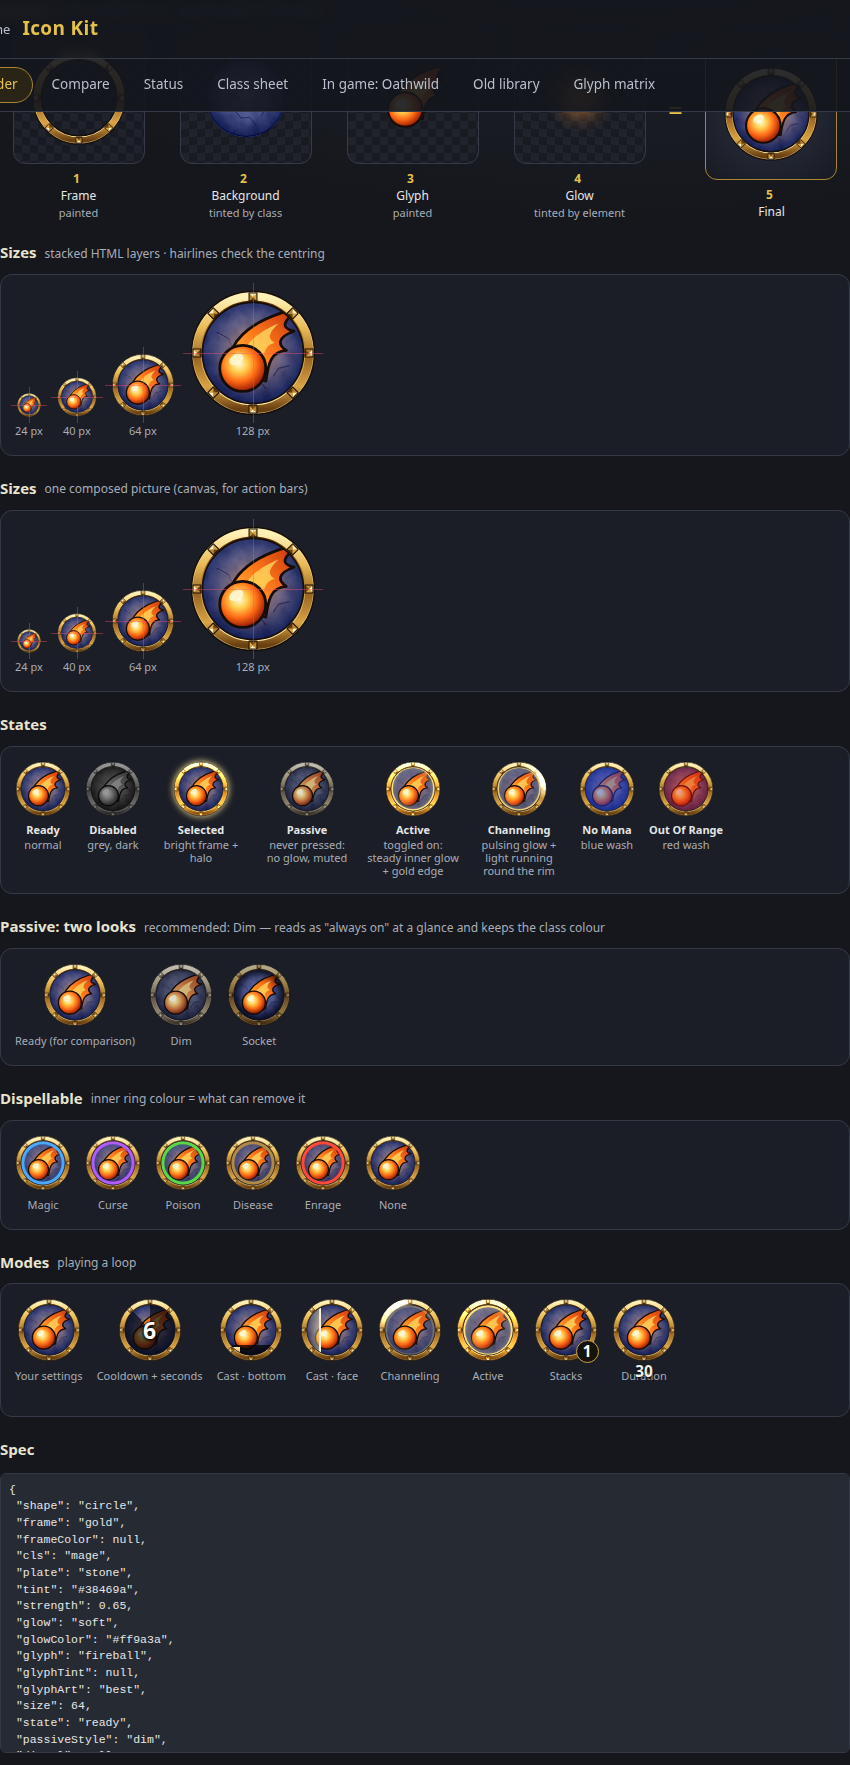 me Icon Kit
der Compare Status Class sheet In game: Oathwild Old library Glyph matrix
=
1 2 3 4
Frame Background Glyph Glow
painted tinted by class painted tinted by element
5
Final
Sizes stacked HTML layers · hairlines check the centring
24 px 40 px 64 px 128 px
Sizes one composed picture (canvas, for action bars)
24 px 40 px 64 px 128 px
States
Ready Disabled Selected Passive Active Channeling No Mana Out Of Range
normal grey, dark bright frame + never pressed: toggled on: pulsing glow + blue wash red wash
halo no glow, muted steady inner glow light running
+ gold edge round the rim
Passive: two looks recommended: Dim — reads as "always on" at a glance and keeps the class colour
Ready (for comparison) Dim Socket
Dispellable inner ring colour = what can remove it
Magic Curse Poison Disease Enrage None
Modes playing a loop
6
1
30
Your settings Cooldown + seconds Cast · bottom Cast · face Channeling Active Stacks Duration
Spec
{
"shape": "circle",
"frame": "gold",
"frameColor": null,
"cls": "mage",
"plate": "stone",
"tint": "#38469a",
"strength": 0.65,
"glow": "soft",
"glowColor": "#ff9a3a",
"glyph": "fireball",
"glyphTint": null,
"glyphArt": "best",
"size": 64,
"state": "ready",
"passiveStyle": "dim",